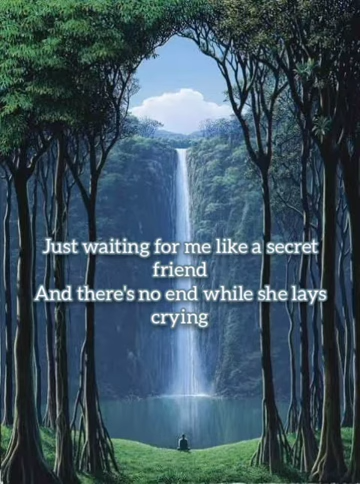 Just waiting for me like a secret
friend
And there's no end while she lays
crying